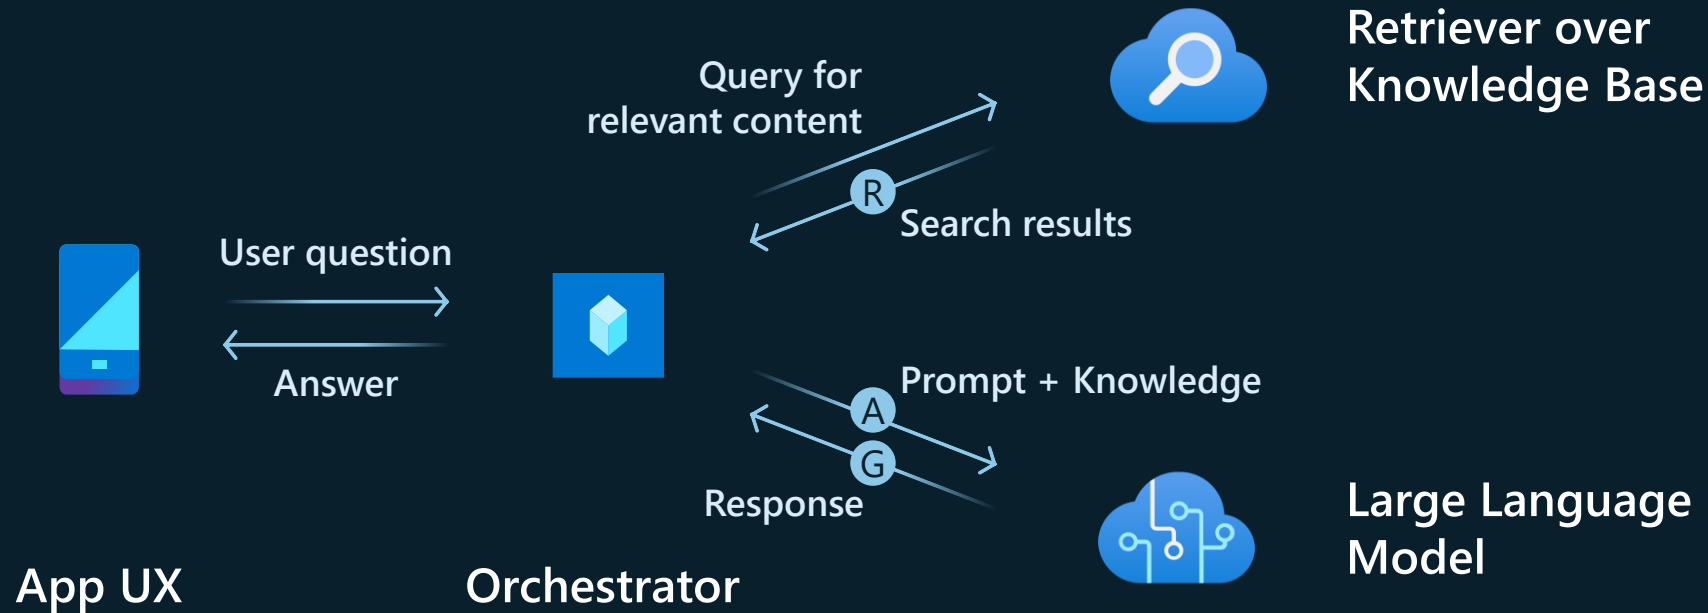 Retriever over
Knowledge Base
Query for
relevant content
R
Search results
User question
Answer
Prompt + Knowledge
A
G
Response
Large Language
Model
App UX
Orchestrator